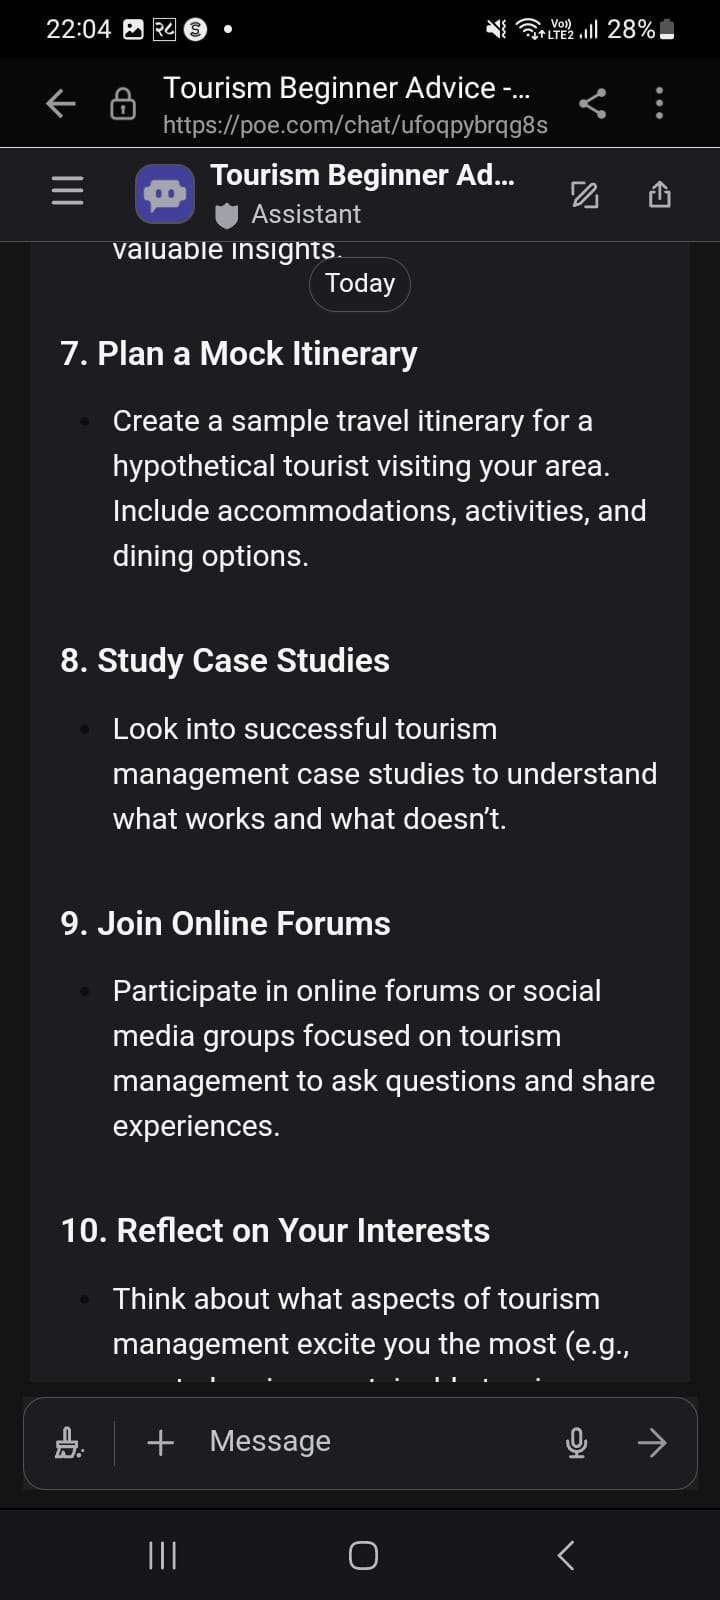 22:04 २८ Vo)) LTE2 28%
Tourism Beginner Advice -...
https://poe.com/chat/ufoqpybrqg8s
Tourism Beginner Ad...
Assistant
valuable insights.
Today
7. Plan a Mock Itinerary
Create a sample travel itinerary for a
hypothetical tourist visiting your area.
Include accommodations, activities, and
dining options.
8. Study Case Studies
Look into successful tourism
management case studies to understand
what works and what doesn’t.
9. Join Online Forums
Participate in online forums or social
media groups focused on tourism
management to ask questions and share
experiences.
10. Reflect on Your Interests
Think about what aspects of tourism
management excite you the most (e.g.,
Message